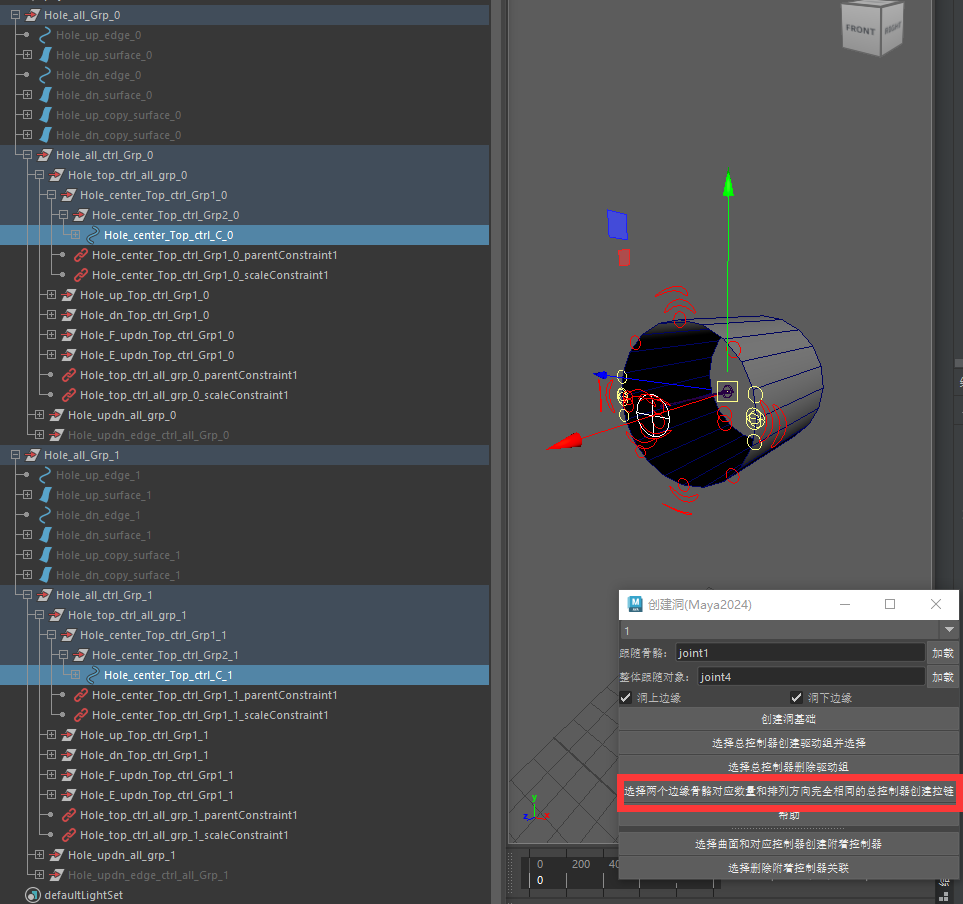 Hole_all_Grp_0
Hole_up_edge_0
Hole_up_surface_0
Hole_dn_edge_0
Hole_dn_surface_0
Hole_up_copy_surface_0
Hole_dn_copy_surface_0
Hole_all_ctrl_Grp_0
Hole_top_ctrl_all_grp_0
Hole_center_Top_ctrl_Grp1_0
Hole_center_Top_ctrl_Grp2_0
Hole_center_Top_ctrl_C_0
Hole_center_Top_ctrl_Grp1_0_parentConstraint1
Hole_center_Top_ctrl_Grp1_0_scaleConstraint1
Hole_up_Top_ctrl_Grp1_0
Hole_dn_Top_ctrl_Grp1_0
Hole_F_updn_Top_ctrl_Grp1_0
Hole_E_updn_Top_ctrl_Grp1_0
Hole_top_ctrl_all_grp_0_parentConstraint1
Hole_top_ctrl_all_grp_0_scaleConstraint1
Hole_updn_all_grp_0
Hole_updn_edge_ctrl_all_Grp_0
Hole_all_Grp_1
Hole_up_edge_1
Hole_up_surface_1
Hole_dn_edge_1
Hole_dn_surface_1
Hole_up_copy_surface_1
Hole_dn_copy_surface_1
Hole_all_ctrl_Grp_1
Hole_top_ctrl_all_grp_1
Hole_center_Top_ctrl_Grp1_1
Hole_center_Top_ctrl_Grp2_1
Hole_center_Top_ctrl_C_1
Hole_center_Top_ctrl_Grp1_1_parentConstraint1
Hole_center_Top_ctrl_Grp1_1_scaleConstraint1
Hole_up_Top_ctrl_Grp1_1
Hole_dn_Top_ctrl_Grp1_1
Hole_F_updn_Top_ctrl_Grp1_1
Hole_E_updn_Top_ctrl_Grp1_1
Hole_top_ctrl_all_grp_1_parentConstraint1
Hole_top_ctrl_all_grp_1_scaleConstraint1
Hole_updn_all_grp_1
Hole_updn_edge_ctrl_all_Grp_1
defaultLightSet
FRONT RIGHT
y
z x
0 200
0
M 创建洞(Maya2024)
1
跟随骨骼: joint1 加载
整体跟随对象: joint4 加载
洞上边缘 洞下边缘
创建洞基础
选择总控制器创建驱动组并选择
选择总控制器删除驱动组
选择两个边缘骨骼对应数量和排列方向完全相同的总控制器创建拉链
帮助
选择曲面和对应控制器创建附着控制器
选择删除附着控制器关联